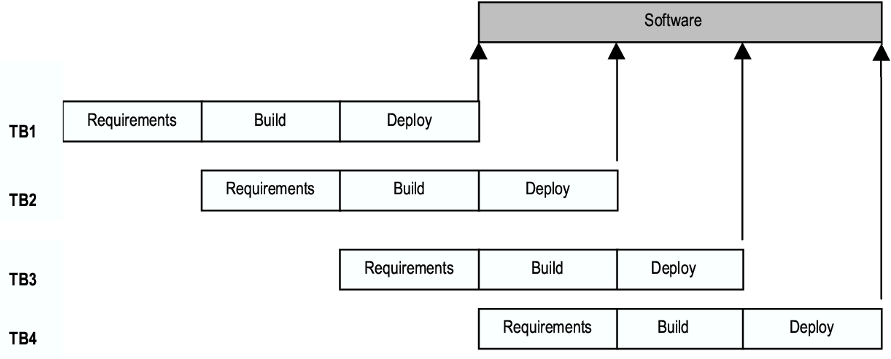 Software
TB1 Requirements Build Deploy
TB2 Requirements Build Deploy
TB3 Requirements Build Deploy
TB4 Requirements Build Deploy